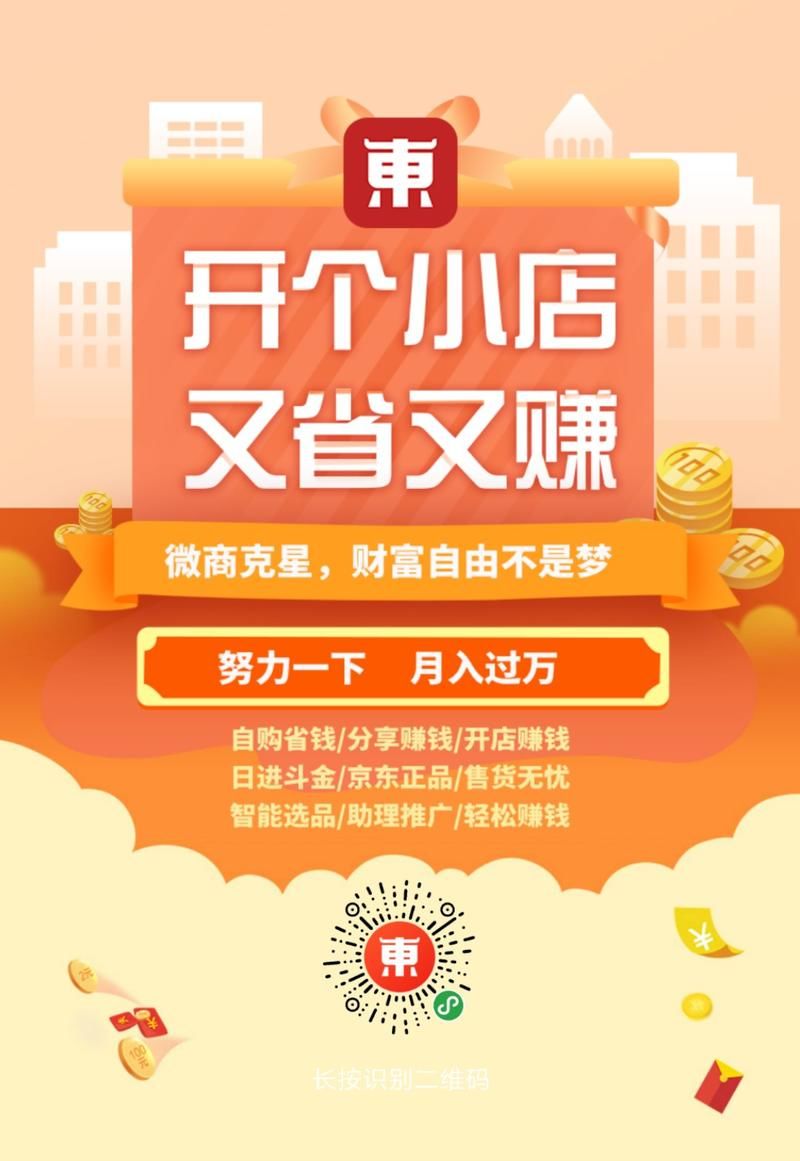 東
开个小店
又省又赚
100
100
100
微商克星，财富自由不是梦
努力一下 月入过万
自购省钱/分享赚钱/开店赚钱
日进斗金/京东正品/售货无忧
智能选品/助理推广/轻松赚钱
東
长按识别二维码